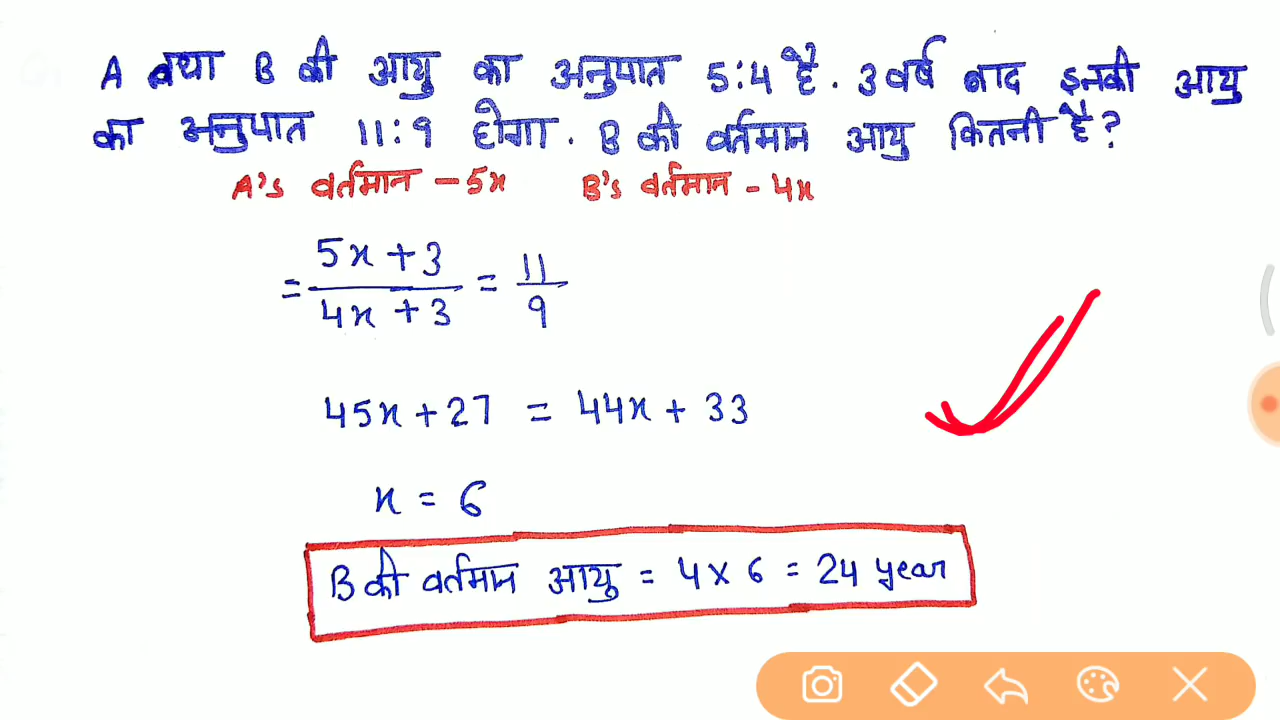 A तथा B की आयु का अनुपात 5:4 है. 3 वर्ष बाद इनकी आयु
का अनुपात 11:9 होगा. B की वर्तमान आयु कितनी है?
A's वर्तमान - 5x B's वर्तमान - 4x
= 5x + 3 / 4x + 3 = 11 / 9
45x + 27 = 44x + 33
x = 6
B की वर्तमान आयु = 4 x 6 = 24 year